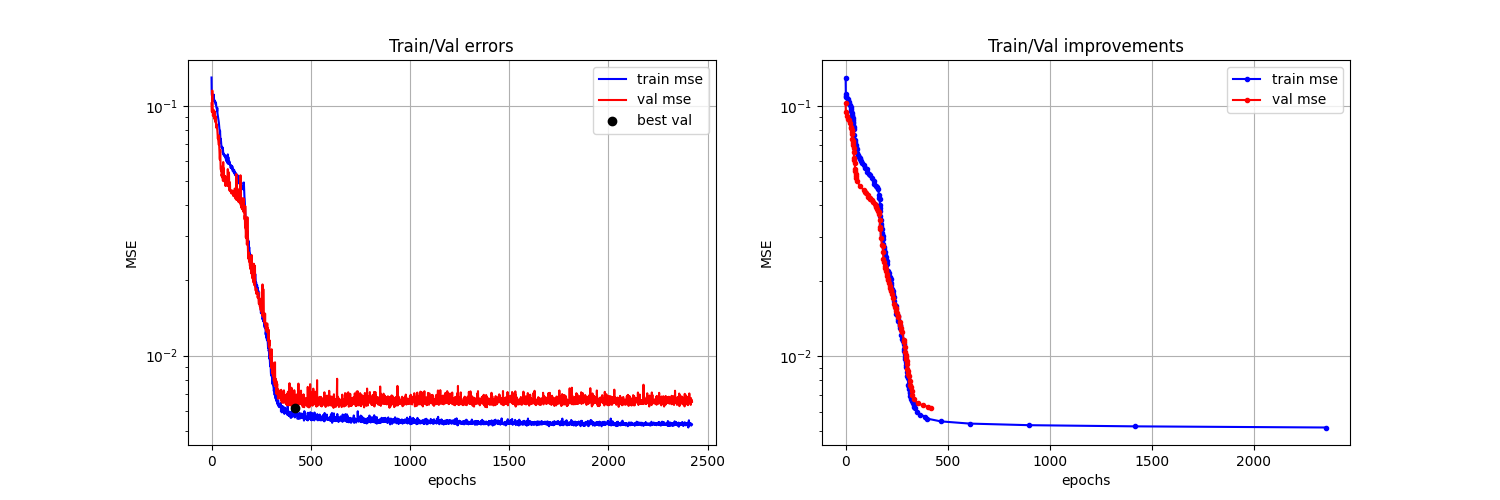 Train/Val errors
train mse
val mse
best val
10⁻¹
10⁻²
MSE
0
500
1000
1500
2000
2500
epochs
Train/Val improvements
train mse
val mse
10⁻¹
10⁻²
MSE
0
500
1000
1500
2000
epochs